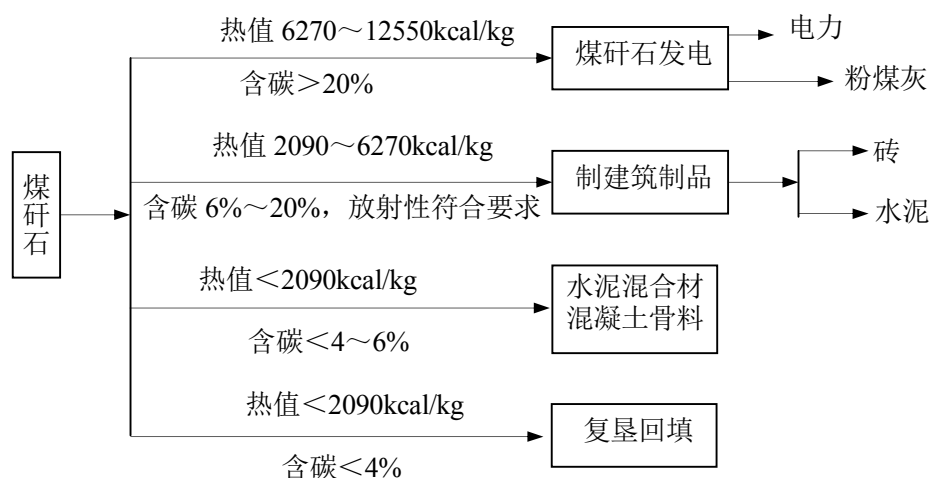 热值 6270～12550kcal/kg
含碳＞20%
煤矸石发电
电力
粉煤灰
热值 2090～6270kcal/kg
含碳 6%～20%，放射性符合要求
制建筑制品
砖
水泥
煤矸石
热值＜2090kcal/kg
含碳＜4～6%
水泥混合材
混凝土骨料
热值＜2090kcal/kg
含碳＜4%
复垦回填